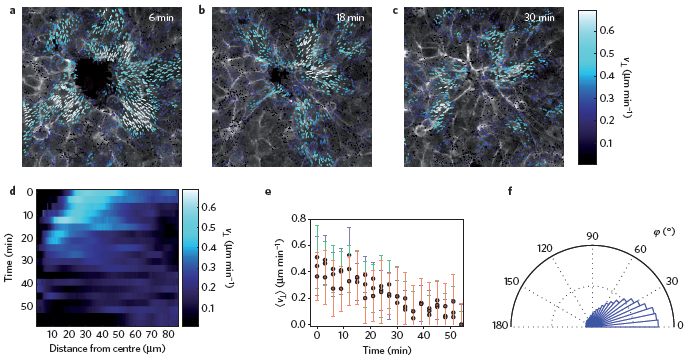 a 6 min b 18 min c 30 min
0.6
0.5
0.4
0.3
0.2
0.1
v⊥ (μm min⁻¹)
d
Time (min)
0
10
20
30
40
50
10 20 30 40 50 60 70 80
Distance from centre (μm)
0.6
0.5
0.4
0.3
0.2
0.1
v⊥ (μm min⁻¹)
e
⟨v⊥⟩ (μm min⁻¹)
0.8
0.6
0.4
0.2
0.0
0 10 20 30 40 50
Time (min)
f
φ (°)
180 150 120 90 60 30 0